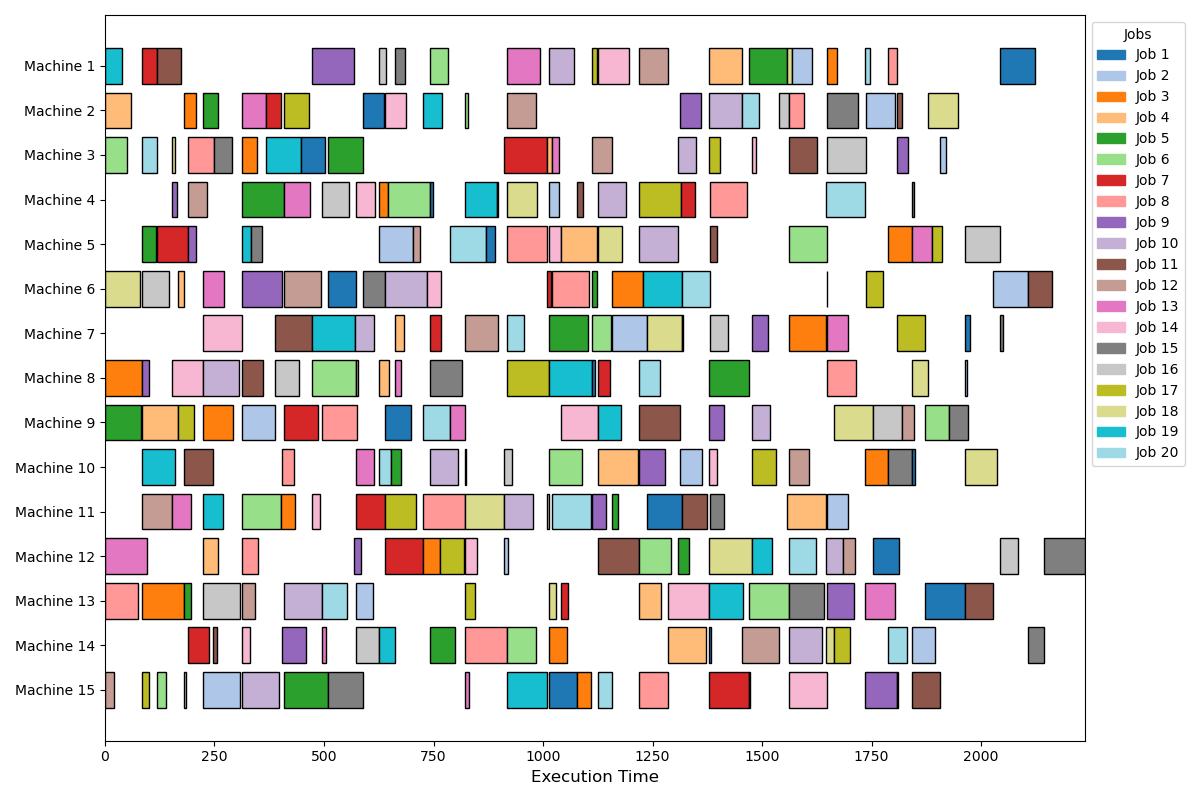 Machine 1
Machine 2
Machine 3
Machine 4
Machine 5
Machine 6
Machine 7
Machine 8
Machine 9
Machine 10
Machine 11
Machine 12
Machine 13
Machine 14
Machine 15
0 250 500 750 1000 1250 1500 1750 2000
Execution Time
Jobs
Job 1
Job 2
Job 3
Job 4
Job 5
Job 6
Job 7
Job 8
Job 9
Job 10
Job 11
Job 12
Job 13
Job 14
Job 15
Job 16
Job 17
Job 18
Job 19
Job 20